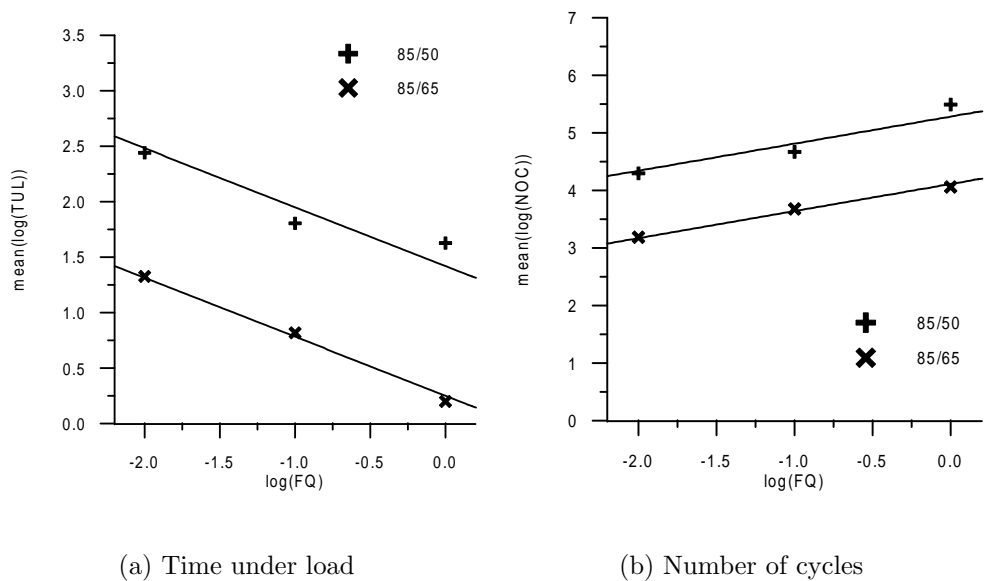 3.5
3.0
2.5
2.0
1.5
1.0
0.5
0.0
mean(log(TUL))
85/50
85/65
-2.0 -1.5 -1.0 -0.5 0.0
log(FQ)
(a) Time under load
7
6
5
4
3
2
1
0
mean(log(NOC))
85/50
85/65
-2.0 -1.5 -1.0 -0.5 0.0
log(FQ)
(b) Number of cycles